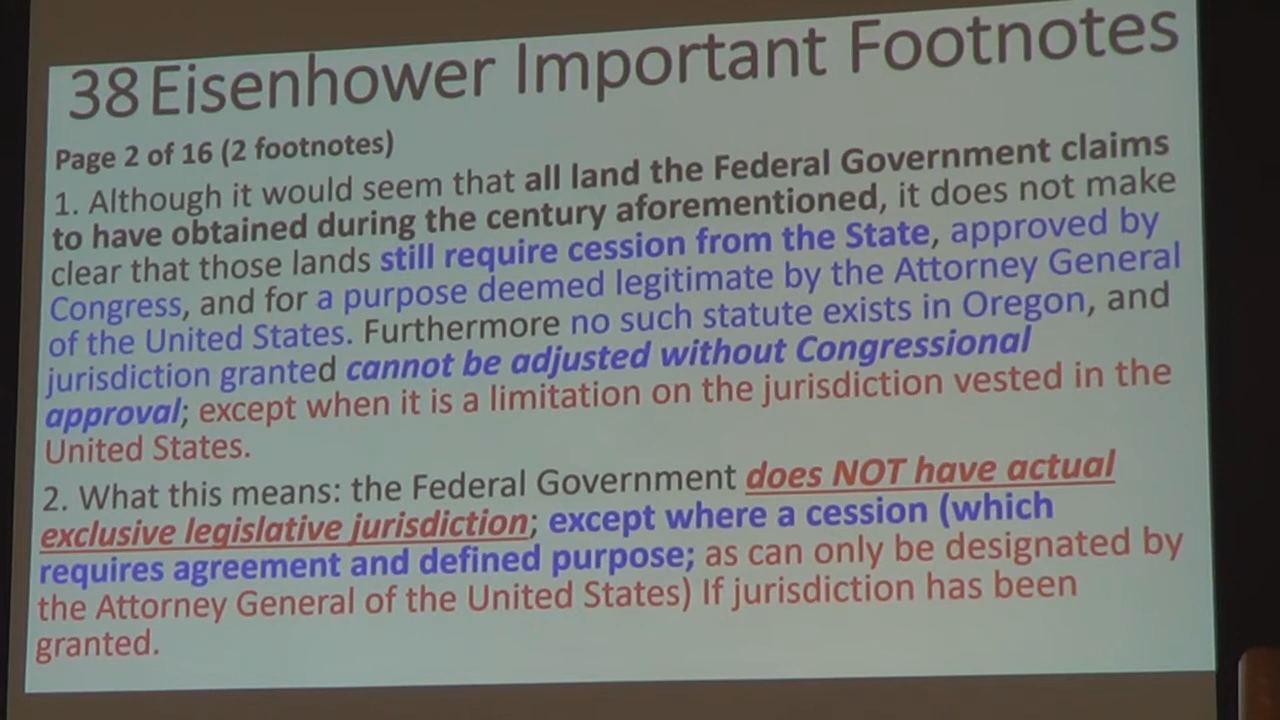 38 Eisenhower Important Footnotes
Page 2 of 16 (2 footnotes)
1. Although it would seem that all land the Federal Government claims
to have obtained during the century aforementioned, it does not make
clear that those lands still require cession from the State, approved by
Congress, and for a purpose deemed legitimate by the Attorney General
of the United States. Furthermore no such statute exists in Oregon, and
jurisdiction granted cannot be adjusted without Congressional
approval; except when it is a limitation on the jurisdiction vested in the
United States.
2. What this means: the Federal Government does NOT have actual
exclusive legislative jurisdiction; except where a cession (which
requires agreement and defined purpose; as can only be designated by
the Attorney General of the United States) If jurisdiction has been
granted.